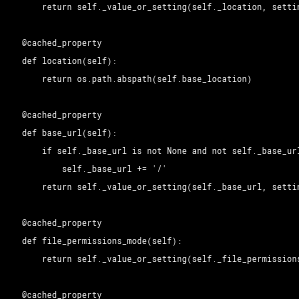 return self._value_or_setting(self._location, settin
@cached_property
def location(self):
return os.path.abspath(self.base_location)
@cached_property
def base_url(self):
if self._base_url is not None and not self._base_url
self._base_url += '/'
return self._value_or_setting(self._base_url, settin
@cached_property
def file_permissions_mode(self):
return self._value_or_setting(self._file_permissions
@cached_property